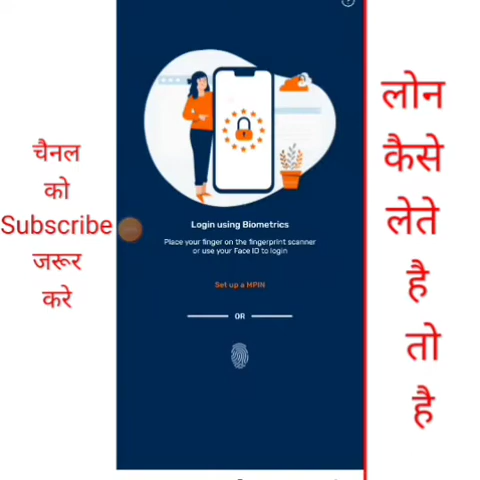 चैनल
को
Subscribe
जरूर
करे
Login using Biometrics
Place your finger on the fingerprint scanner
or use your Face ID to login
Set up a MPIN
OR
लोन
कैसे
लेते
है
तो
है